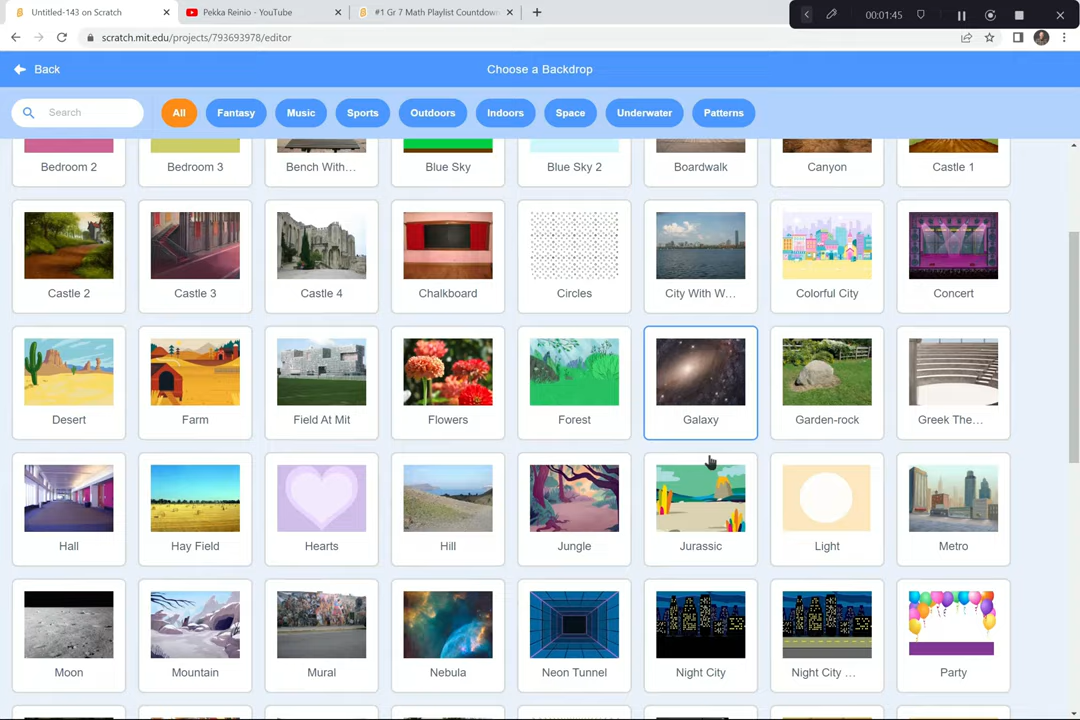 Untitled-143 on Scratch
Pekka Reinio - YouTube
#1 Gr 7 Math Playlist Countdown
00:01:45
scratch.mit.edu/projects/793693978/editor
Back
Choose a Backdrop
Search
All
Fantasy
Music
Sports
Outdoors
Indoors
Space
Underwater
Patterns
Bedroom 2
Bedroom 3
Bench With...
Blue Sky
Blue Sky 2
Boardwalk
Canyon
Castle 1
Castle 2
Castle 3
Castle 4
Chalkboard
Circles
City With W...
Colorful City
Concert
Desert
Farm
Field At Mit
Flowers
Forest
Galaxy
Garden-rock
Greek The...
Hall
Hay Field
Hearts
Hill
Jungle
Jurassic
Light
Metro
Moon
Mountain
Mural
Nebula
Neon Tunnel
Night City
Night City ...
Party